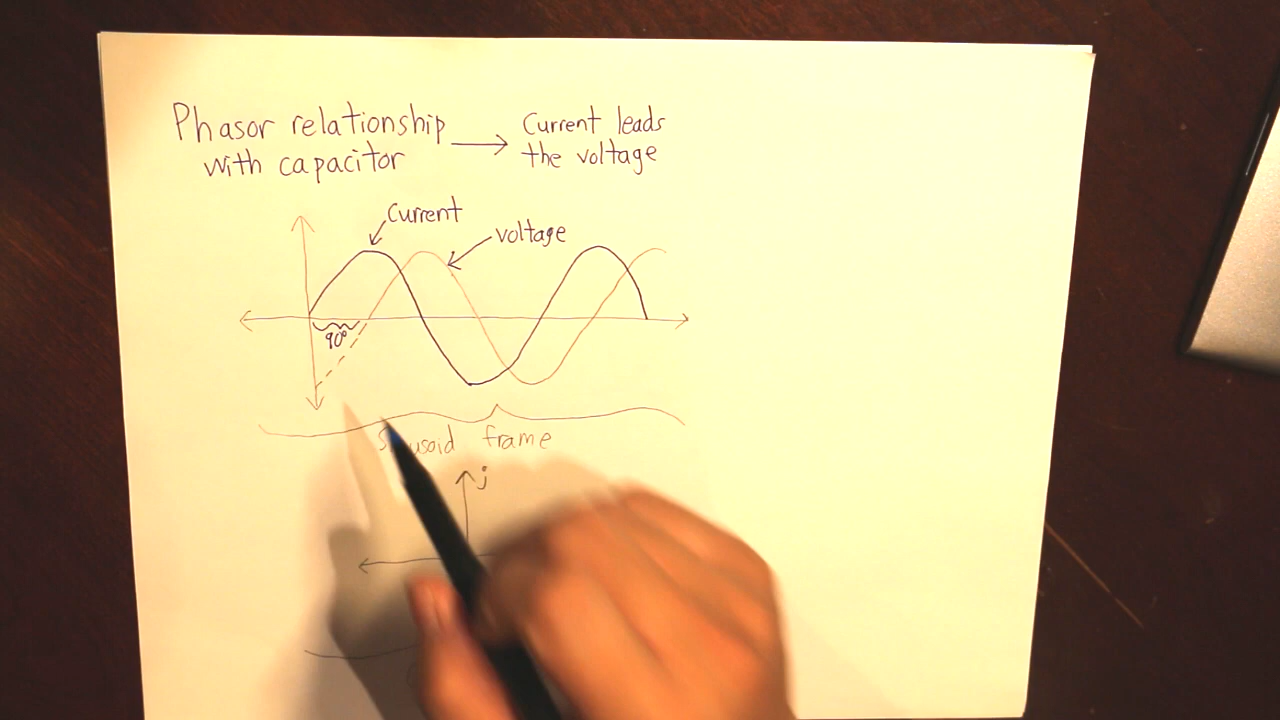 Phasor relationship
with capacitor
Current leads
the voltage
Current
voltage
90°
frame
j